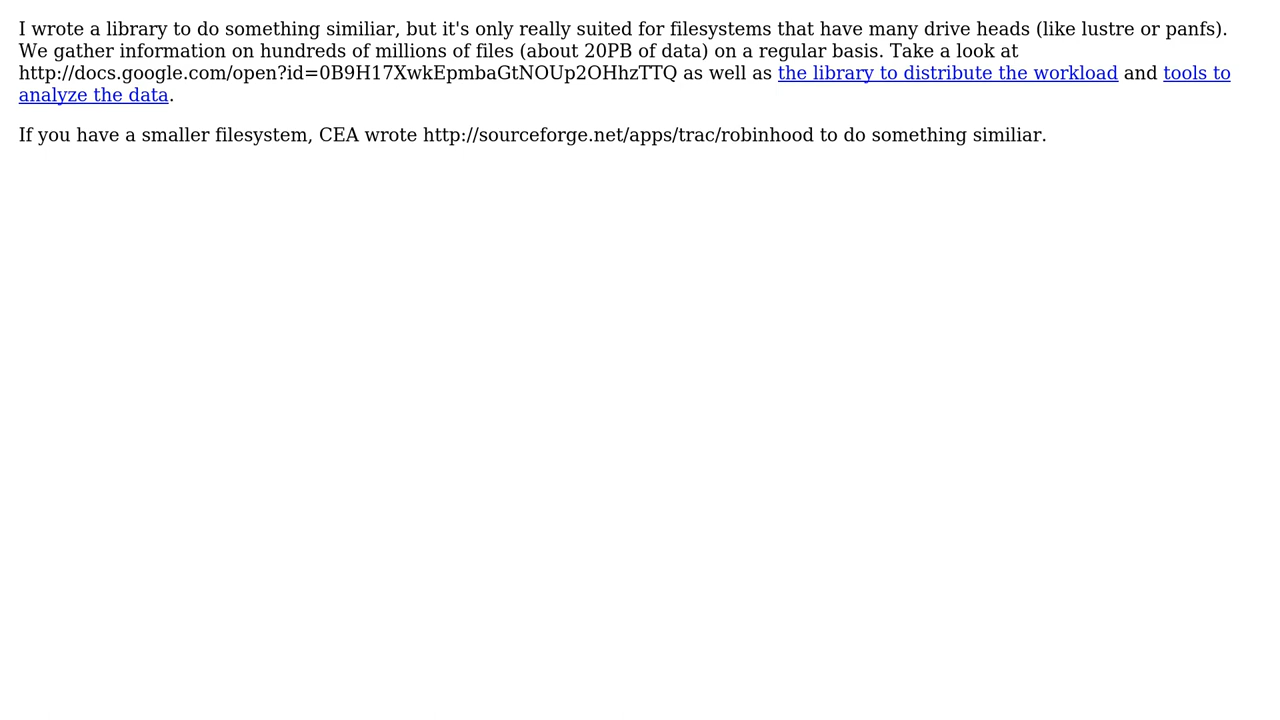 I wrote a library to do something similiar, but it's only really suited for filesystems that have many drive heads (like lustre or panfs).
We gather information on hundreds of millions of files (about 20PB of data) on a regular basis. Take a look at
http://docs.google.com/open?id=0B9H17XwkEpmbaGtNOUp2OHhzTTQ as well as the library to distribute the workload and tools to
analyze the data.
If you have a smaller filesystem, CEA wrote http://sourceforge.net/apps/trac/robinhood to do something similiar.